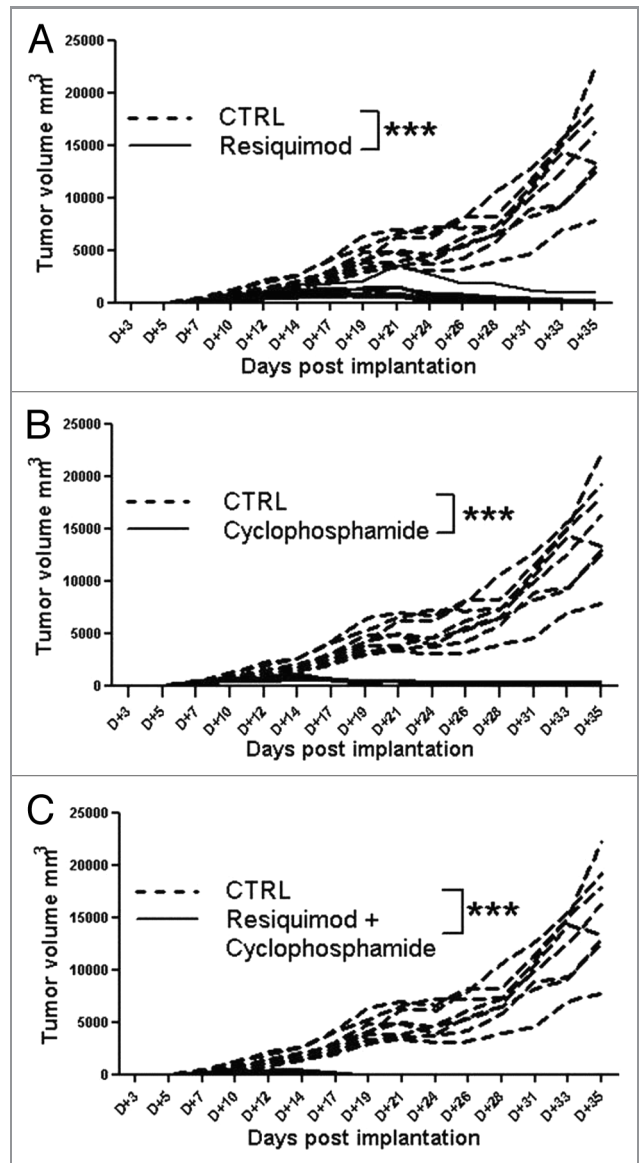 A
25000
20000
15000
10000
5000
0
Tumor volume mm³
CTRL
Resiquimod
***
D+3 D+5 D+7 D+10 D+12 D+14 D+17 D+19 D+21 D+24 D+26 D+28 D+31 D+33 D+35
Days post implantation
B
25000
20000
15000
10000
5000
0
Tumor volume mm³
CTRL
Cyclophosphamide
***
D+3 D+5 D+7 D+10 D+12 D+14 D+17 D+19 D+21 D+24 D+26 D+28 D+31 D+33 D+35
Days post implantation
C
25000
20000
15000
10000
5000
0
Tumor volume mm³
CTRL
Resiquimod +
Cyclophosphamide
***
D+3 D+5 D+7 D+10 D+12 D+14 D+17 D+19 D+21 D+24 D+26 D+28 D+31 D+33 D+35
Days post implantation